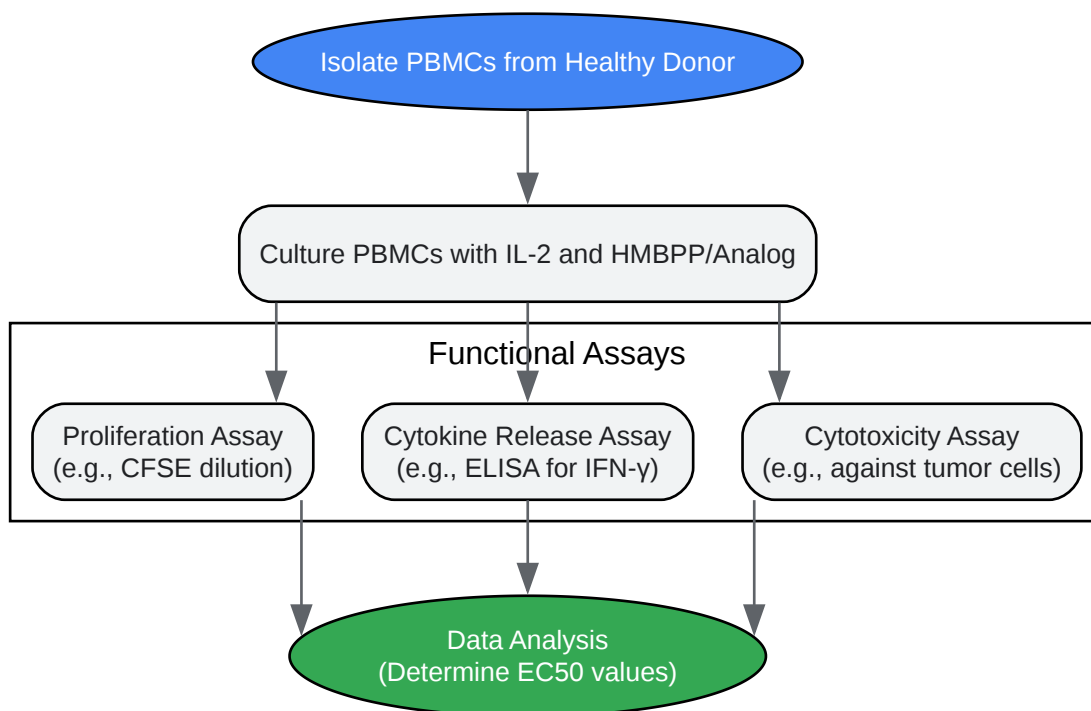 Isolate PBMCs from Healthy Donor
Culture PBMCs with IL-2 and HMBPP/Analog
Functional Assays
Proliferation Assay
(e.g., CFSE dilution)
Cytokine Release Assay
(e.g., ELISA for IFN-γ)
Cytotoxicity Assay
(e.g., against tumor cells)
Data Analysis
(Determine EC50 values)